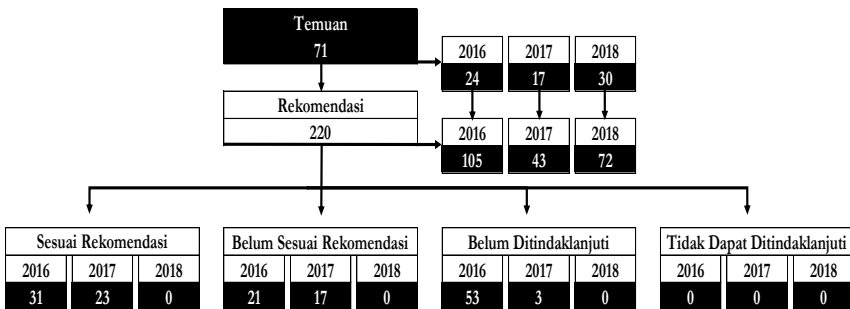 Temuan
71
2016 2017 2018
24 17 30
Rekomendasi
220
2016 2017 2018
105 43 72
Sesuai Rekomendasi Belum Sesuai Rekomendasi Belum Ditindaklanjuti Tidak Dapat Ditindaklanjuti
2016 2017 2018 2016 2017 2018 2016 2017 2018 2016 2017 2018
31 23 0 21 17 0 53 3 0 0 0 0